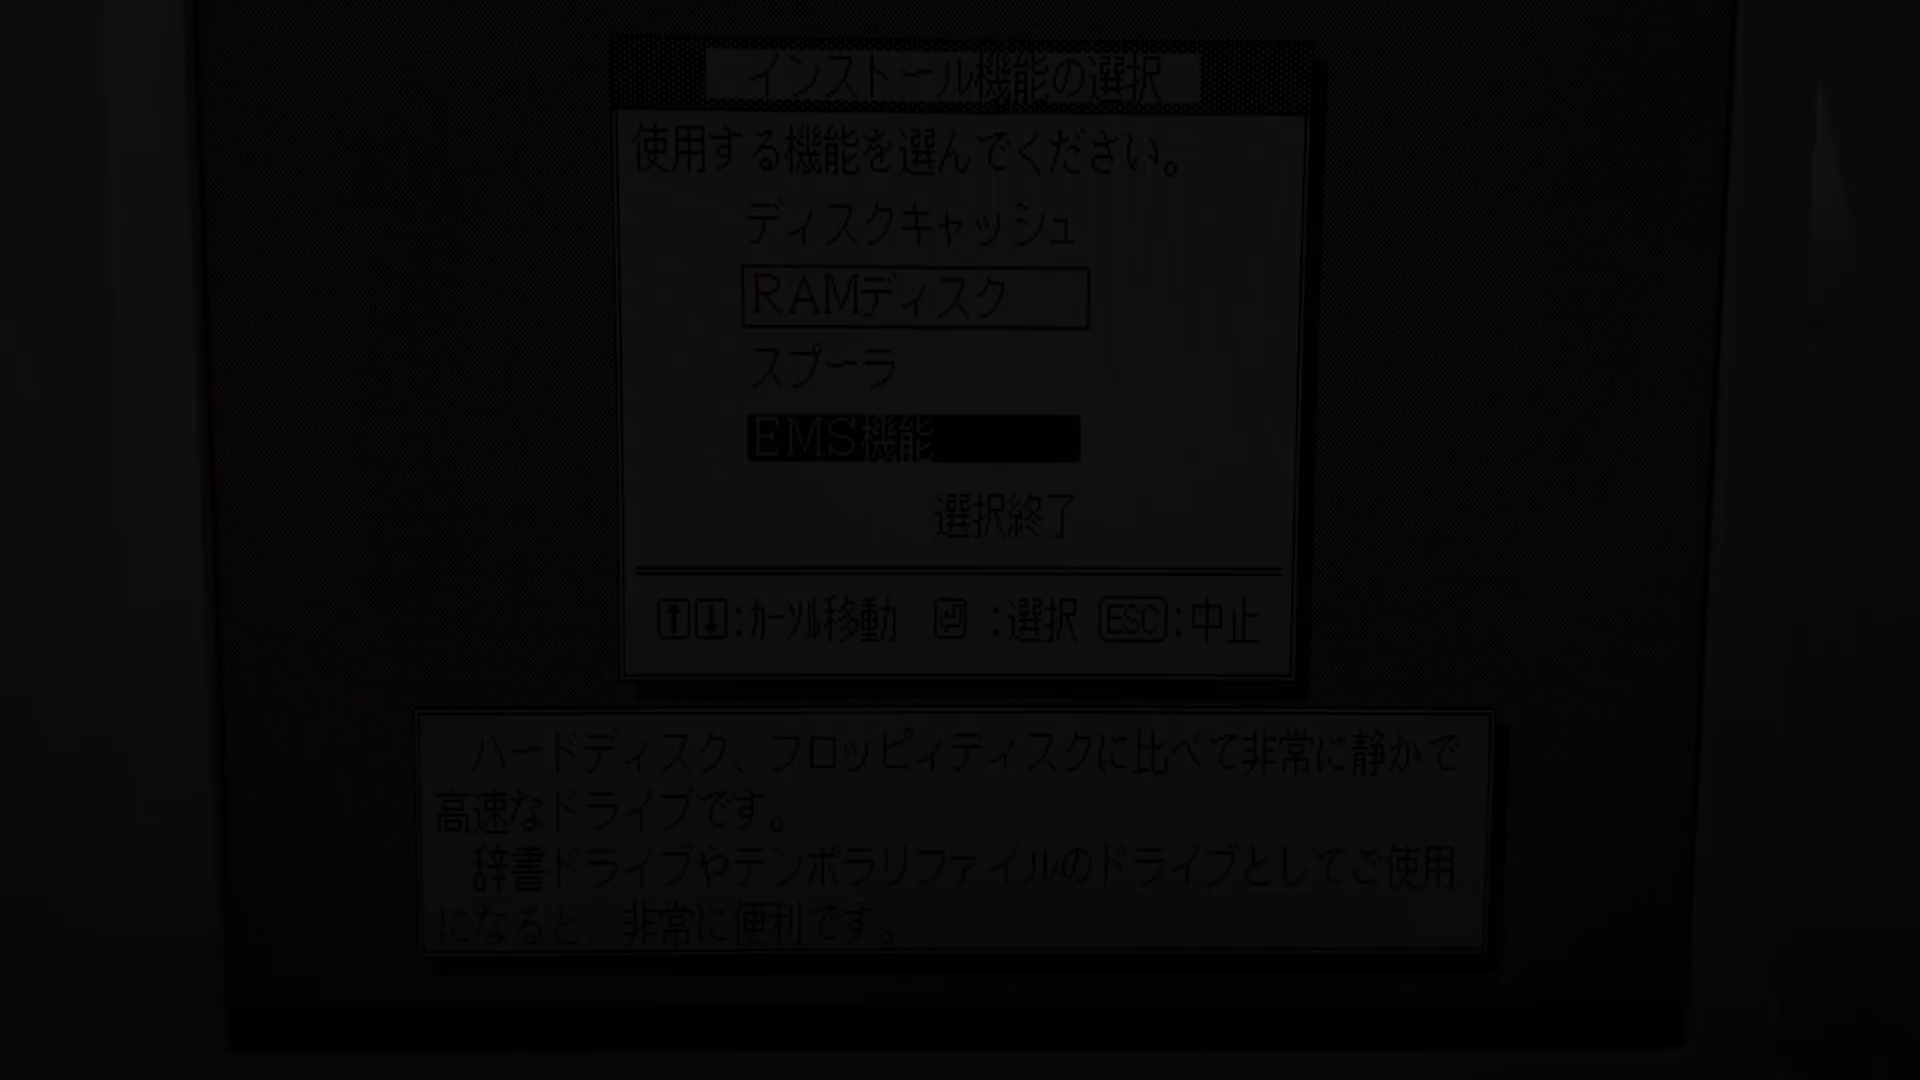 インストール機能の選択
使用する機能を選んでください。
ディスクキャッシュ
RAMディスク
スプーラ
EMS機能
選択終了
↑↓:カーソル移動 ⏎ :選択 ESC:中止
ハードディスク、フロッピィディスクに比べて非常に静かで
高速なドライブです。
辞書ドライブやテンポラリファイルのドライブとしてご使用
になると、非常に便利です。